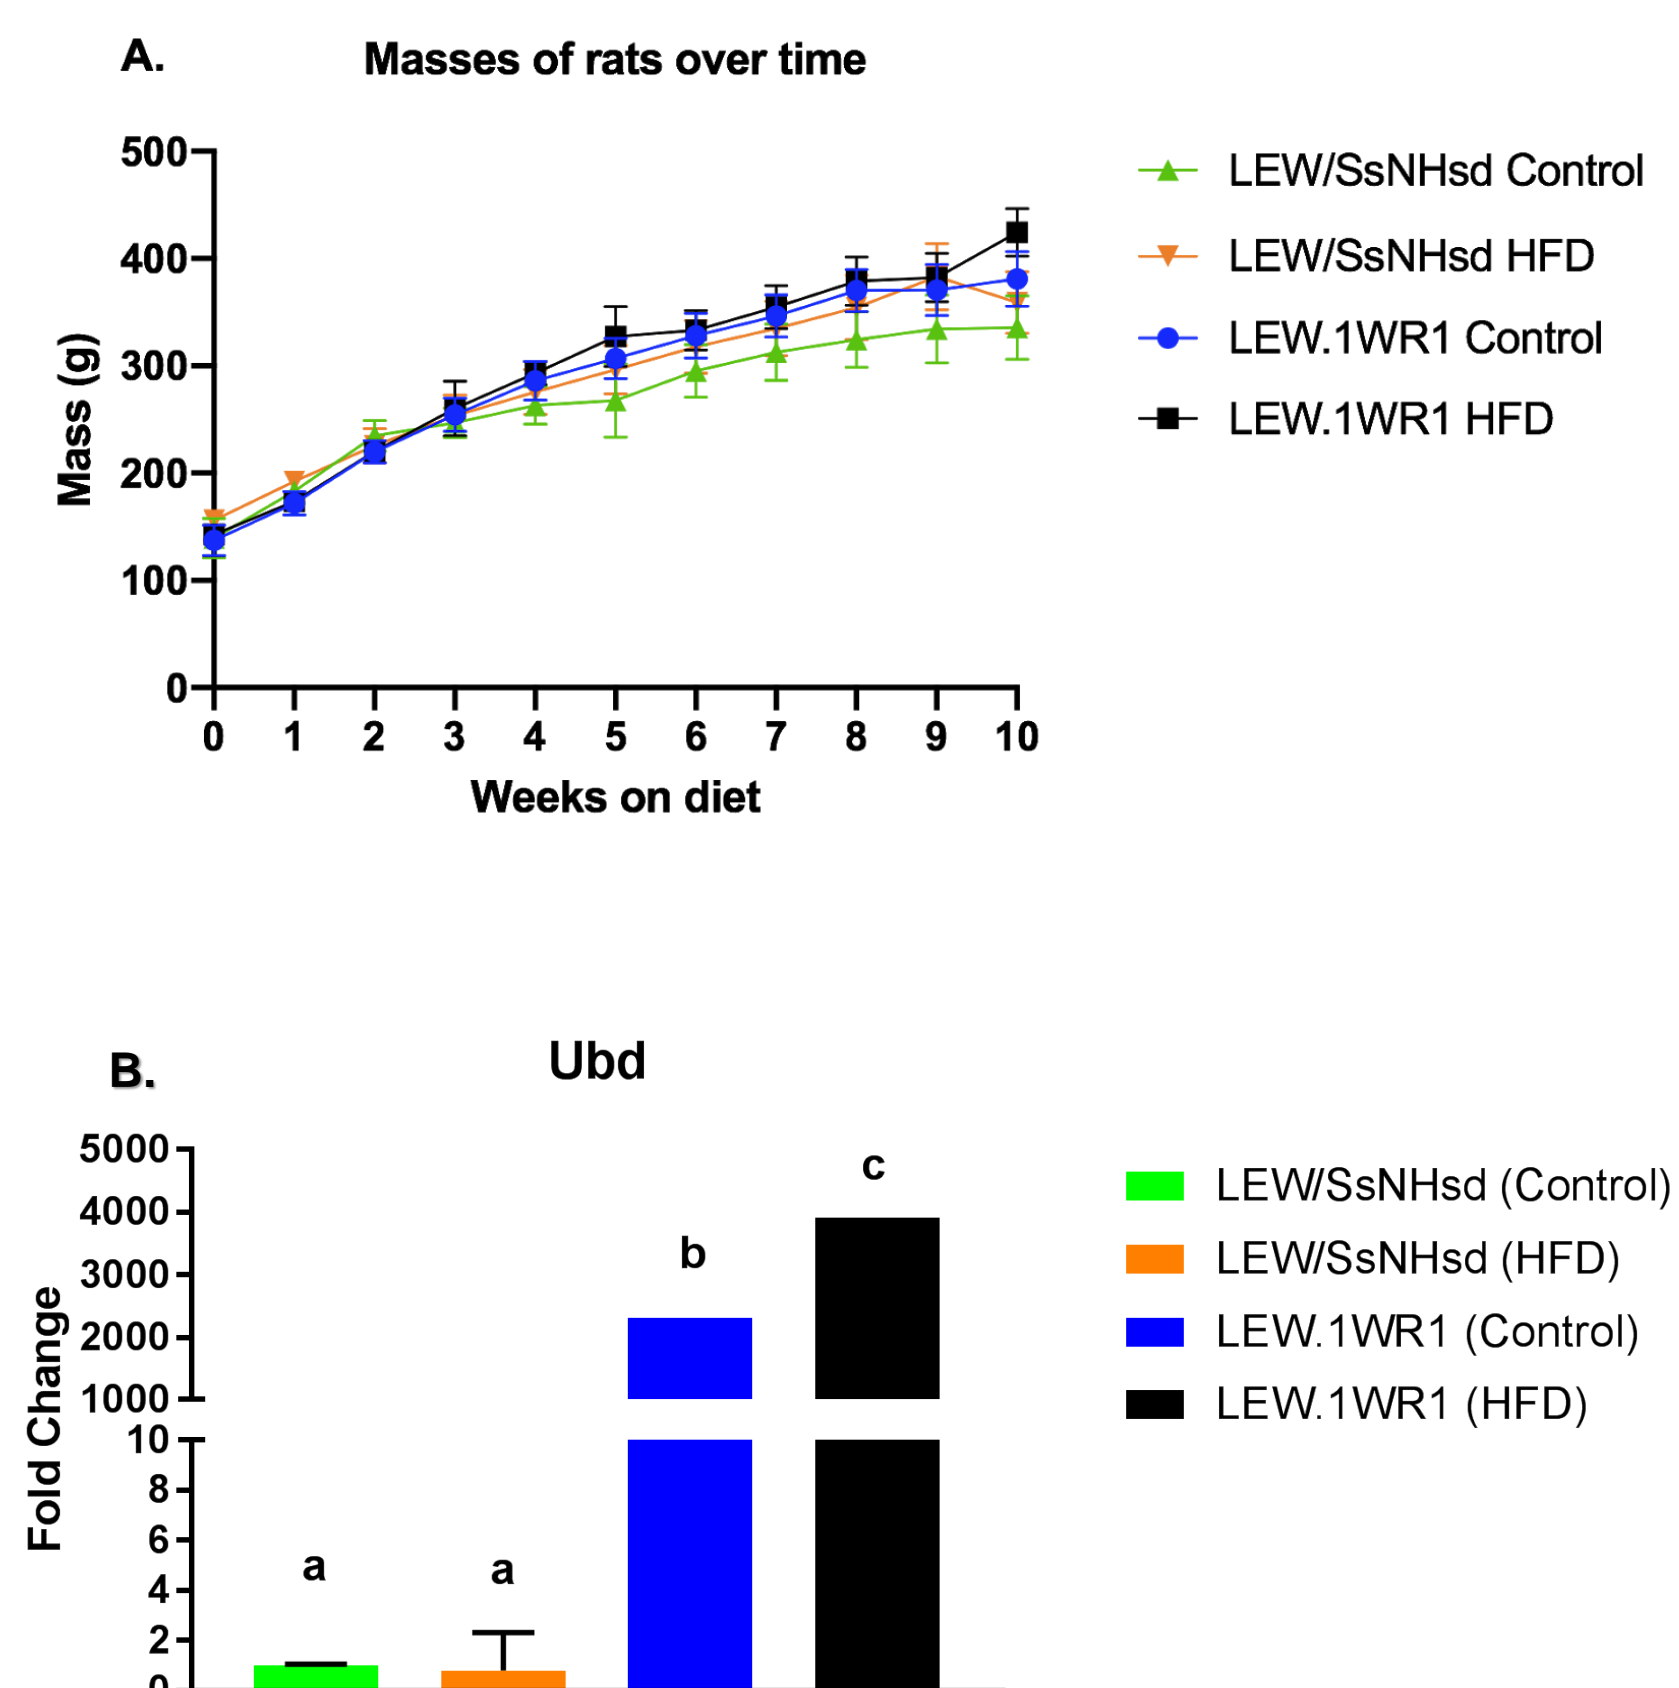 A.
Masses of rats over time
500
400
300
200
100
0
Mass (g)
0 1 2 3 4 5 6 7 8 9 10
Weeks on diet
LEW/SsNHsd Control
LEW/SsNHsd HFD
LEW.1WR1 Control
LEW.1WR1 HFD
B.
Ubd
5000
4000
3000
2000
1000
10
8
6
4
2
0
Fold Change
a
a
b
c
LEW/SsNHsd (Control)
LEW/SsNHsd (HFD)
LEW.1WR1 (Control)
LEW.1WR1 (HFD)